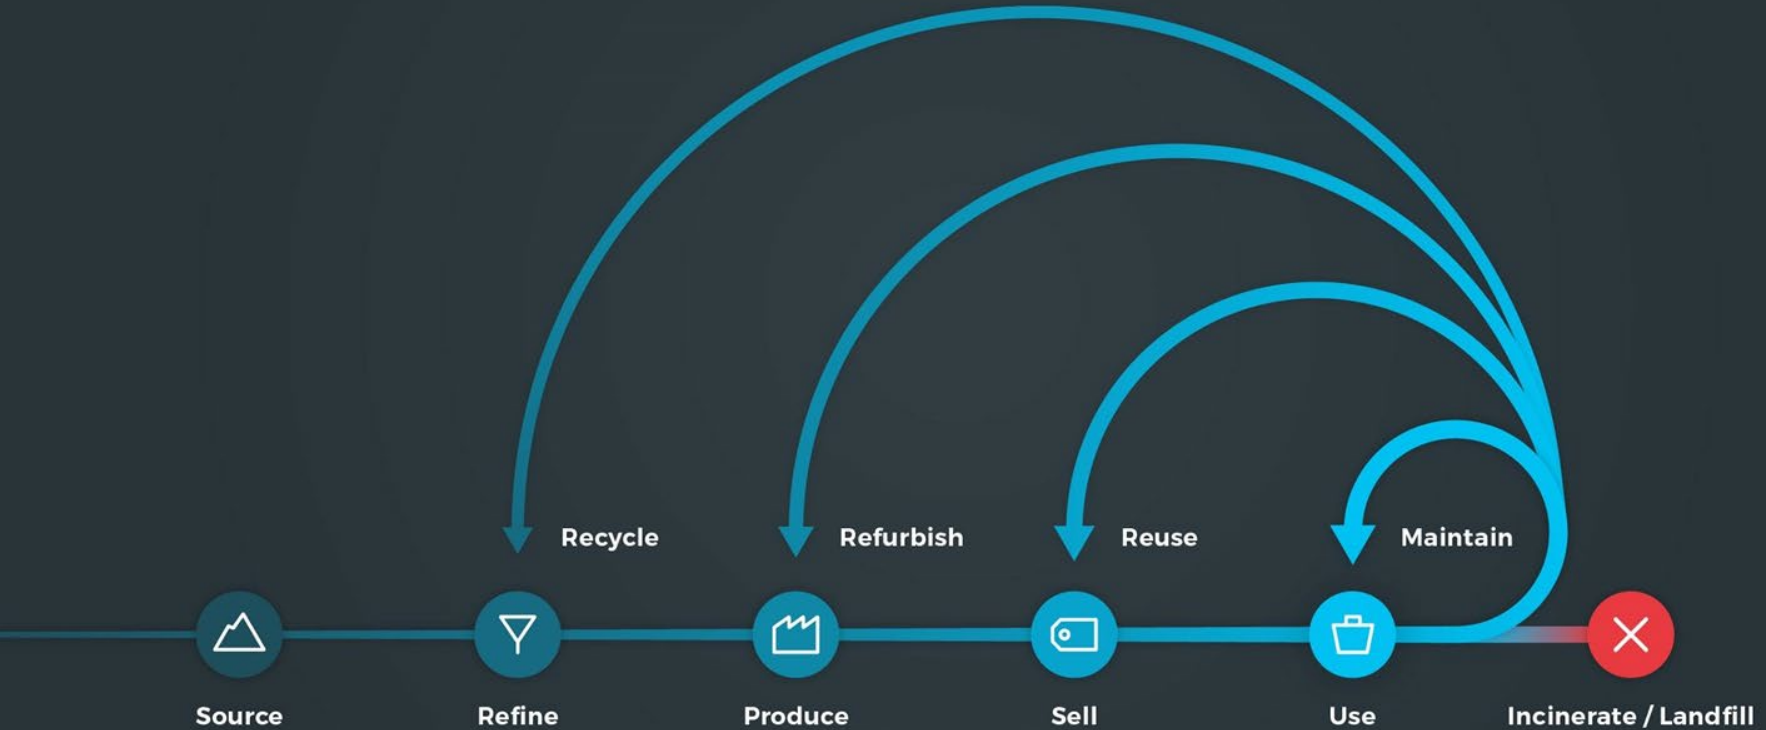 Recycle
Refurbish
Reuse
Maintain
Source
Refine
Produce
Sell
Use
Incinerate / Landfill